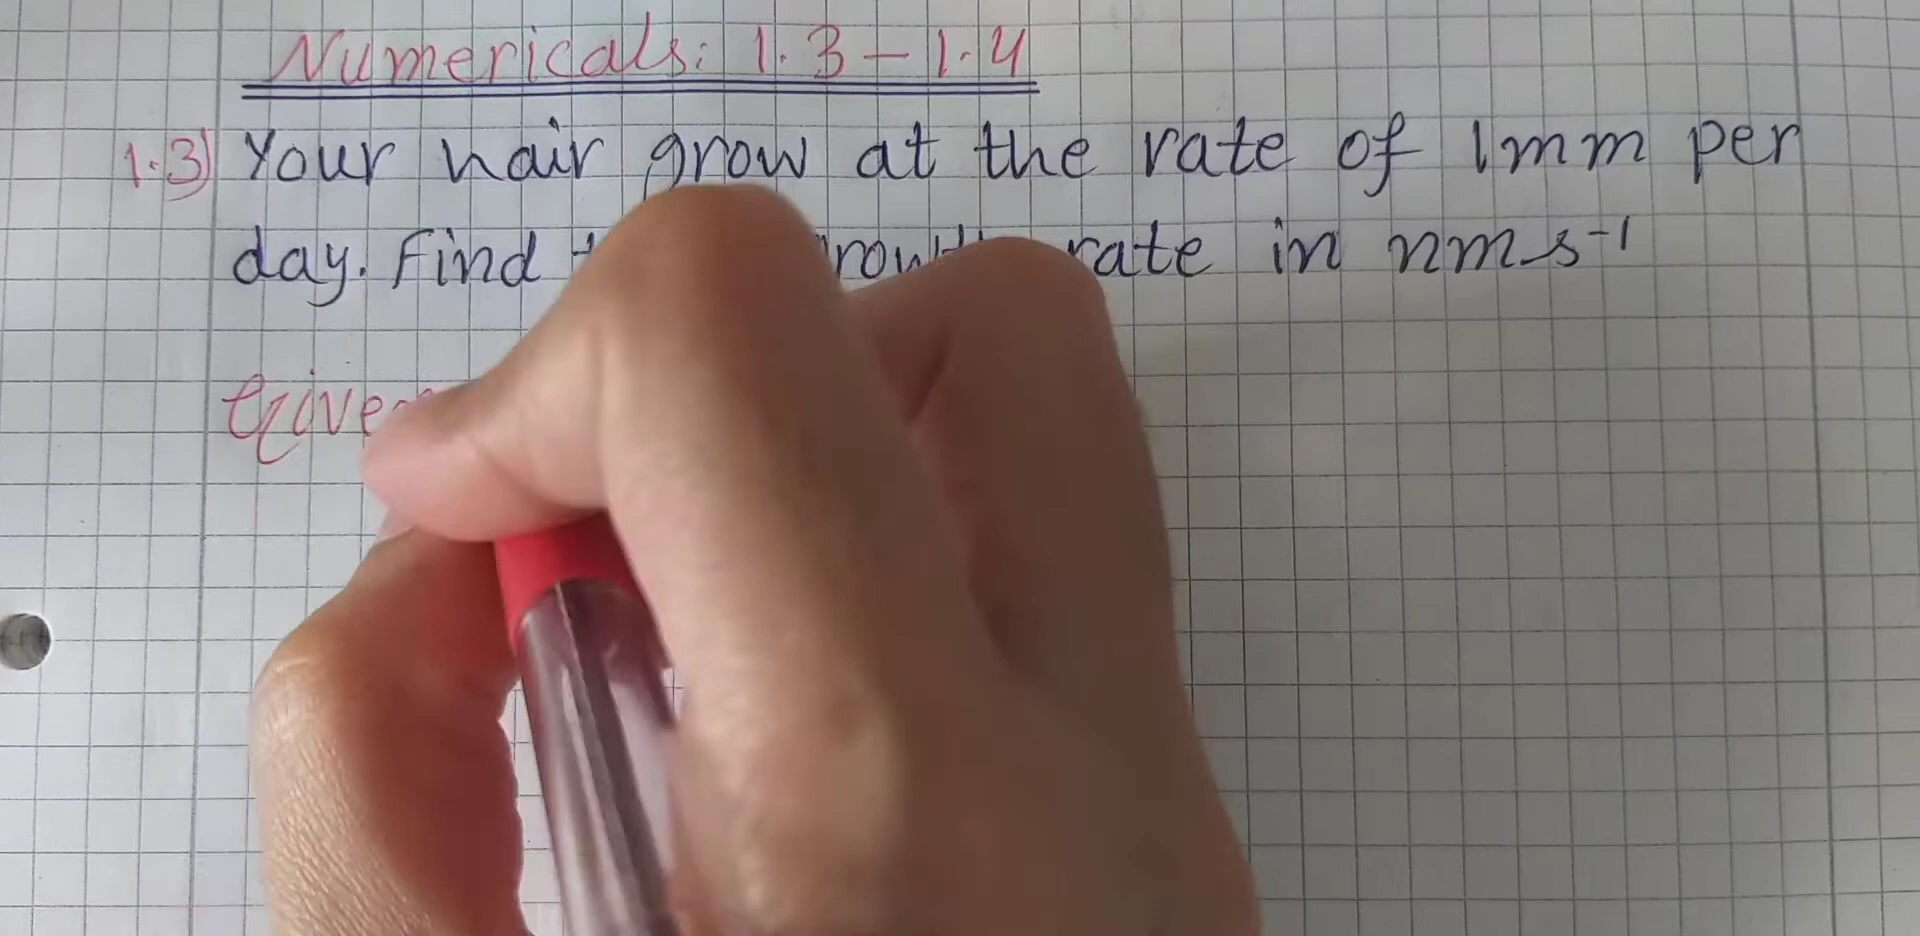 Numericals: 1.3 – 1.4
1.3) Your hair grow at the rate of 1mm per
day. Find rate in nms⁻¹